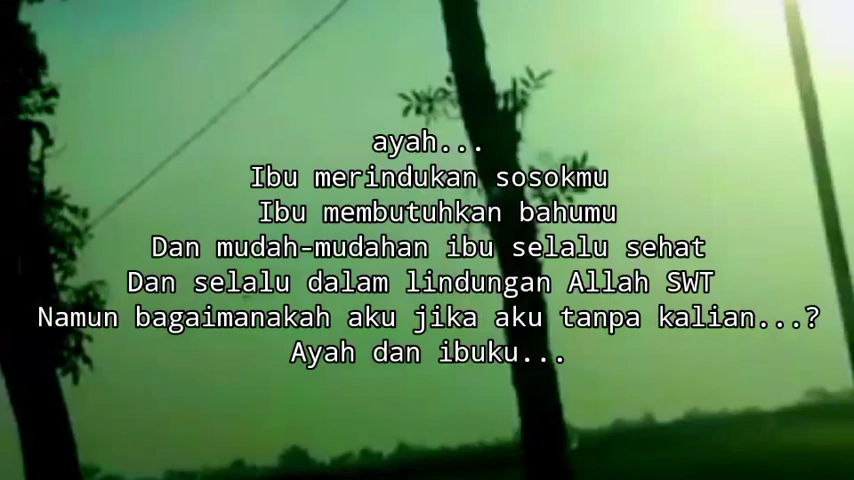 ayah...
Ibu merindukan sosokmu
Ibu membutuhkan bahumu
Dan mudah-mudahan ibu selalu sehat
Dan selalu dalam lindungan Allah SWT
Namun bagaimanakah aku jika aku tanpa kalian...?
Ayah dan ibuku...